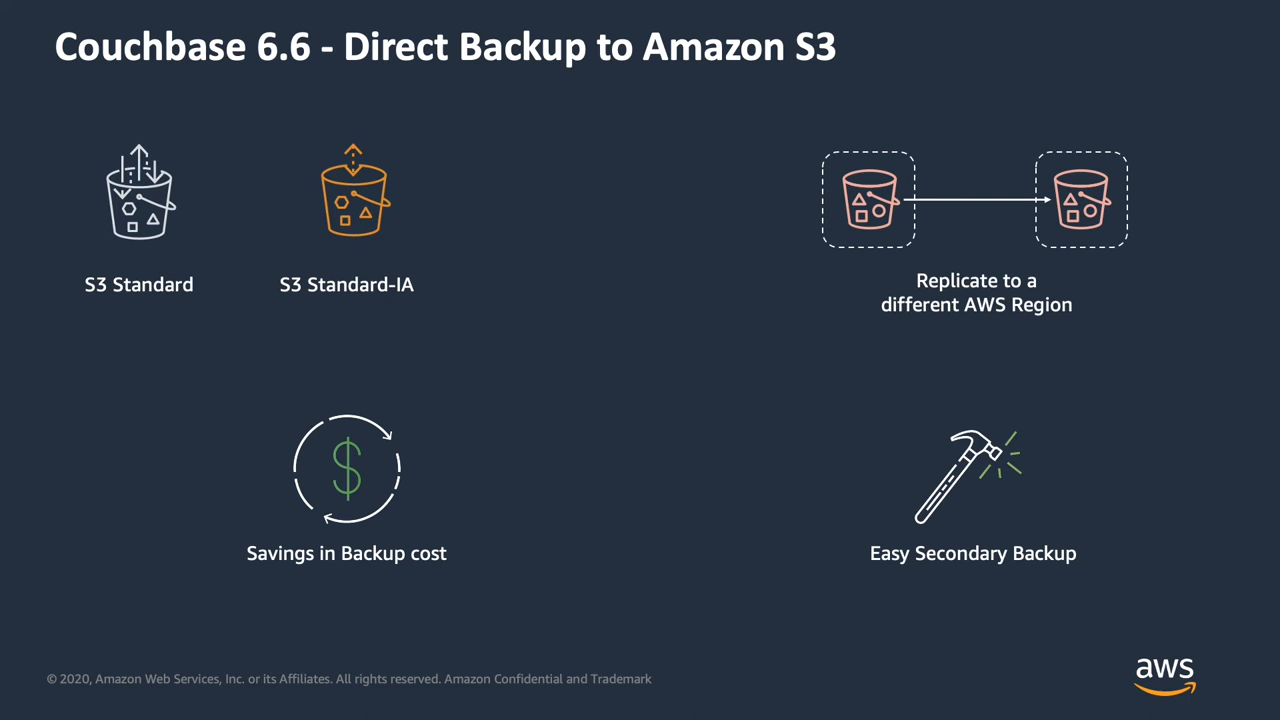 Couchbase 6.6 - Direct Backup to Amazon S3
S3 Standard
S3 Standard-IA
Replicate to a
different AWS Region
$
Savings in Backup cost
Easy Secondary Backup
© 2020, Amazon Web Services, Inc. or its Affiliates. All rights reserved. Amazon Confidential and Trademark
aws